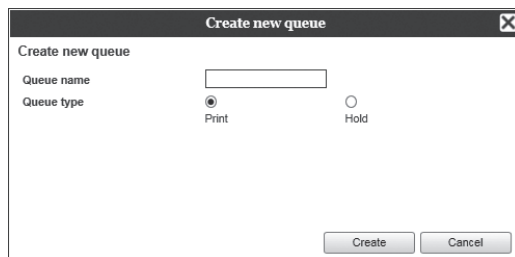 Create new queue
Create new queue
Queue name
Queue type
Print Hold
Create Cancel